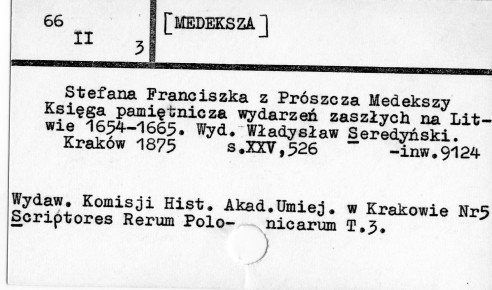 66
II
3
[MEDEKSZA]
Stefana Franciszka z Prószcza Medekszy
Księga pamiętnicza wydarzeń zaszłych na Lit-
wie 1654-1665. Wyd. Władysław Seredyński.
Kraków 1875 s.XXV,526 -inw.9124
Wydaw. Komisji Hist. Akad.Umiej. w Krakowie Nr5
Scriptores Rerum Polo- nicarum T.3.